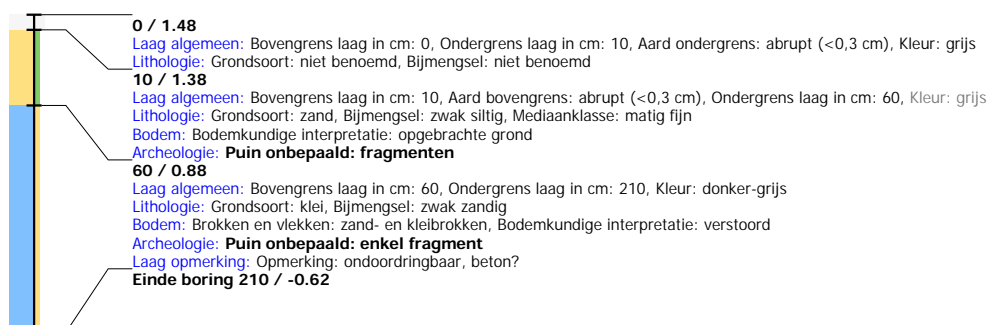 0 / 1.48
Laag algemeen: Bovengrens laag in cm: 0, Ondergrens laag in cm: 10, Aard ondergrens: abrupt (<0,3 cm), Kleur: grijs
Lithologie: Grondsoort: niet benoemd, Bijmengsel: niet benoemd
10 / 1.38
Laag algemeen: Bovengrens laag in cm: 10, Aard bovengrens: abrupt (<0,3 cm), Ondergrens laag in cm: 60, Kleur: grijs
Lithologie: Grondsoort: zand, Bijmengsel: zwak siltig, Mediaanklasse: matig fijn
Bodem: Bodemkundige interpretatie: opgebrachte grond
Archeologie: Puin onbepaald: fragmenten
60 / 0.88
Laag algemeen: Bovengrens laag in cm: 60, Ondergrens laag in cm: 210, Kleur: donker-grijs
Lithologie: Grondsoort: klei, Bijmengsel: zwak zandig
Bodem: Brokken en vlekken: zand- en kleibrokken, Bodemkundige interpretatie: verstoord
Archeologie: Puin onbepaald: enkel fragment
Laag opmerking: Opmerking: ondoordringbaar, beton?
Einde boring 210 / -0.62